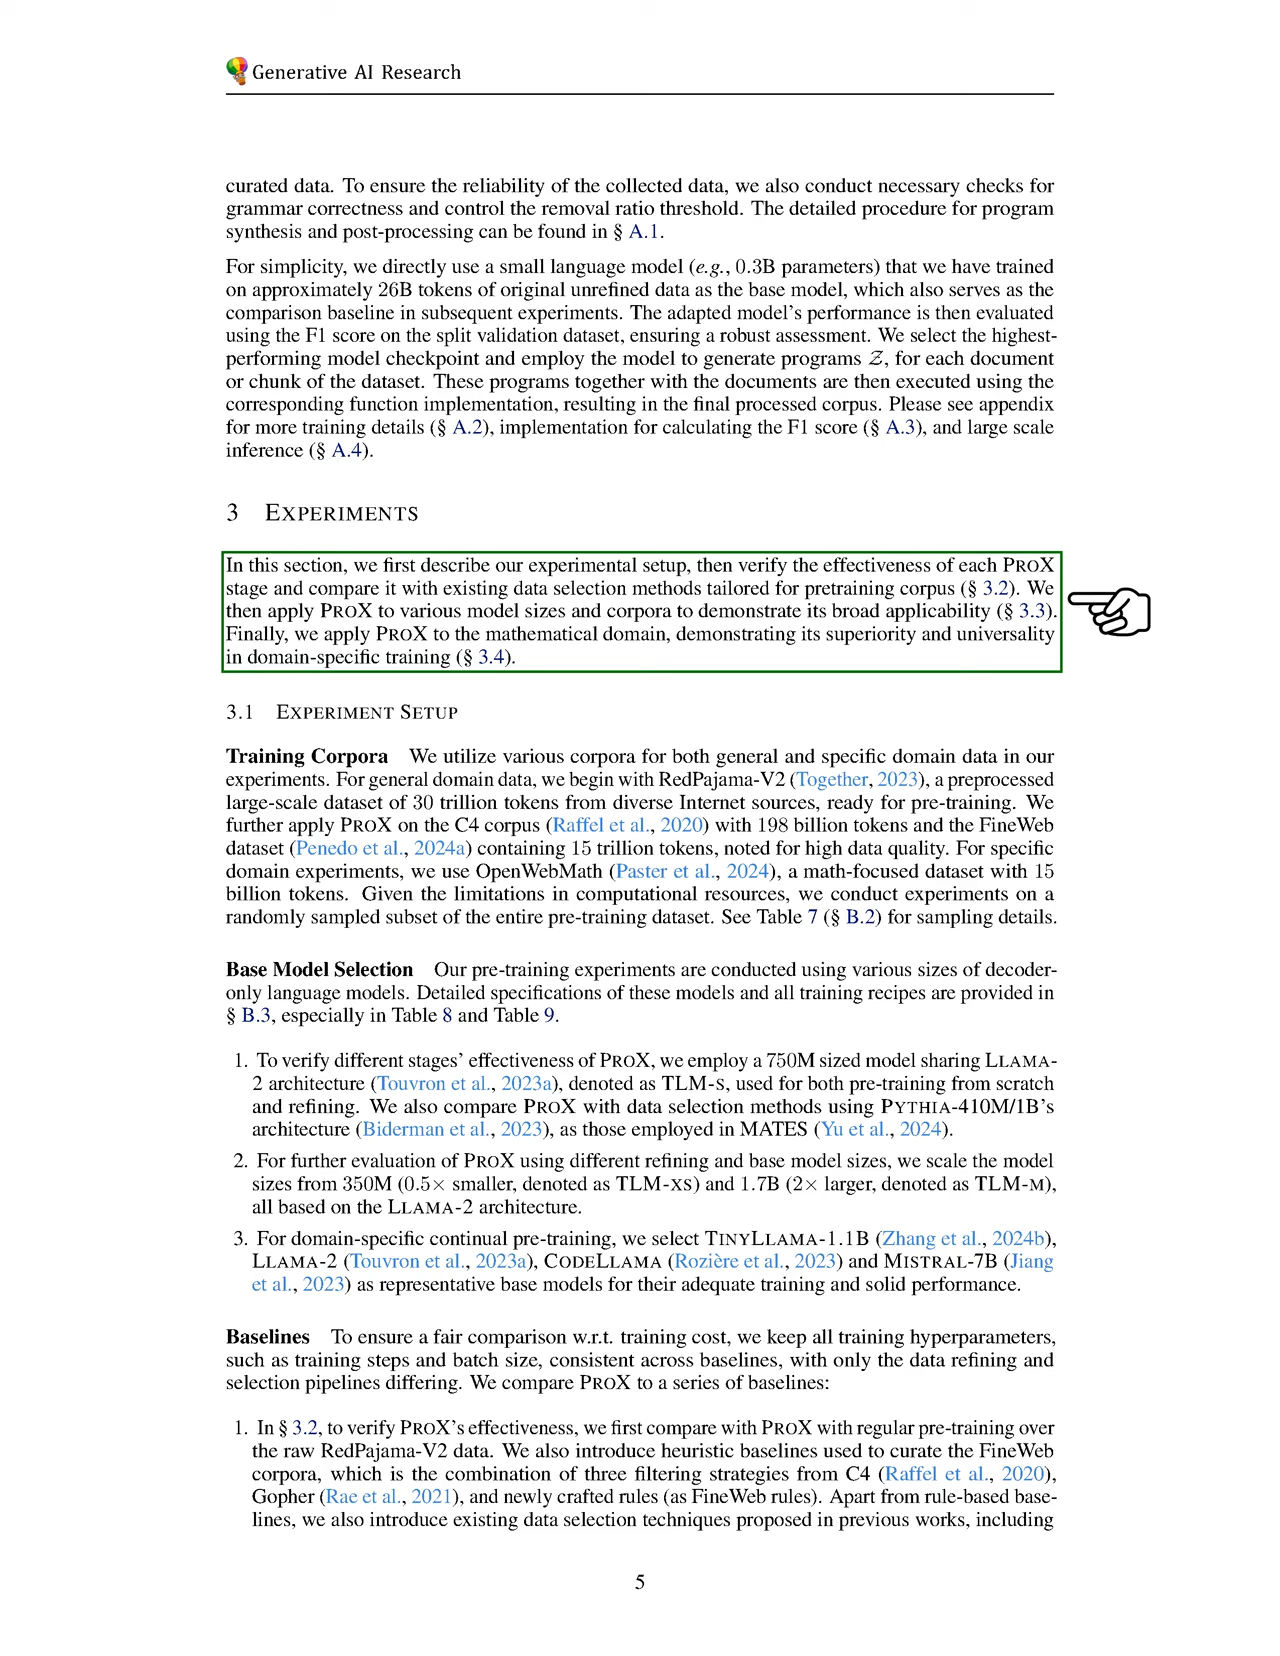 Generative AI Research
curated data. To ensure the reliability of the collected data, we also conduct necessary checks for
grammar correctness and control the removal ratio threshold. The detailed procedure for program
synthesis and post-processing can be found in § A.1.
For simplicity, we directly use a small language model (e.g., 0.3B parameters) that we have trained
on approximately 26B tokens of original unrefined data as the base model, which also serves as the
comparison baseline in subsequent experiments. The adapted model's performance is then evaluated
using the F1 score on the split validation dataset, ensuring a robust assessment. We select the highest-
performing model checkpoint and employ the model to generate programs 𝒵, for each document
or chunk of the dataset. These programs together with the documents are then executed using the
corresponding function implementation, resulting in the final processed corpus. Please see appendix
for more training details (§ A.2), implementation for calculating the F1 score (§ A.3), and large scale
inference (§ A.4).
3 EXPERIMENTS
In this section, we first describe our experimental setup, then verify the effectiveness of each PROX
stage and compare it with existing data selection methods tailored for pretraining corpus (§ 3.2). We
then apply PROX to various model sizes and corpora to demonstrate its broad applicability (§ 3.3).
Finally, we apply PROX to the mathematical domain, demonstrating its superiority and universality
in domain-specific training (§ 3.4).
3.1 EXPERIMENT SETUP
Training Corpora We utilize various corpora for both general and specific domain data in our
experiments. For general domain data, we begin with RedPajama-V2 (Together, 2023), a preprocessed
large-scale dataset of 30 trillion tokens from diverse Internet sources, ready for pre-training. We
further apply PROX on the C4 corpus (Raffel et al., 2020) with 198 billion tokens and the FineWeb
dataset (Penedo et al., 2024a) containing 15 trillion tokens, noted for high data quality. For specific
domain experiments, we use OpenWebMath (Paster et al., 2024), a math-focused dataset with 15
billion tokens. Given the limitations in computational resources, we conduct experiments on a
randomly sampled subset of the entire pre-training dataset. See Table 7 (§ B.2) for sampling details.
Base Model Selection Our pre-training experiments are conducted using various sizes of decoder-
only language models. Detailed specifications of these models and all training recipes are provided in
§ B.3, especially in Table 8 and Table 9.
1. To verify different stages' effectiveness of PROX, we employ a 750M sized model sharing LLAMA-
2 architecture (Touvron et al., 2023a), denoted as TLM-S, used for both pre-training from scratch
and refining. We also compare PROX with data selection methods using PYTHIA-410M/1B's
architecture (Biderman et al., 2023), as those employed in MATES (Yu et al., 2024).
2. For further evaluation of PROX using different refining and base model sizes, we scale the model
sizes from 350M (0.5× smaller, denoted as TLM-XS) and 1.7B (2× larger, denoted as TLM-M),
all based on the LLAMA-2 architecture.
3. For domain-specific continual pre-training, we select TINYLLAMA-1.1B (Zhang et al., 2024b),
LLAMA-2 (Touvron et al., 2023a), CODELLAMA (Rozière et al., 2023) and MISTRAL-7B (Jiang
et al., 2023) as representative base models for their adequate training and solid performance.
Baselines To ensure a fair comparison w.r.t. training cost, we keep all training hyperparameters,
such as training steps and batch size, consistent across baselines, with only the data refining and
selection pipelines differing. We compare PROX to a series of baselines:
1. In § 3.2, to verify PROX's effectiveness, we first compare with PROX with regular pre-training over
the raw RedPajama-V2 data. We also introduce heuristic baselines used to curate the FineWeb
corpora, which is the combination of three filtering strategies from C4 (Raffel et al., 2020),
Gopher (Rae et al., 2021), and newly crafted rules (as FineWeb rules). Apart from rule-based base-
lines, we also introduce existing data selection techniques proposed in previous works, including
5